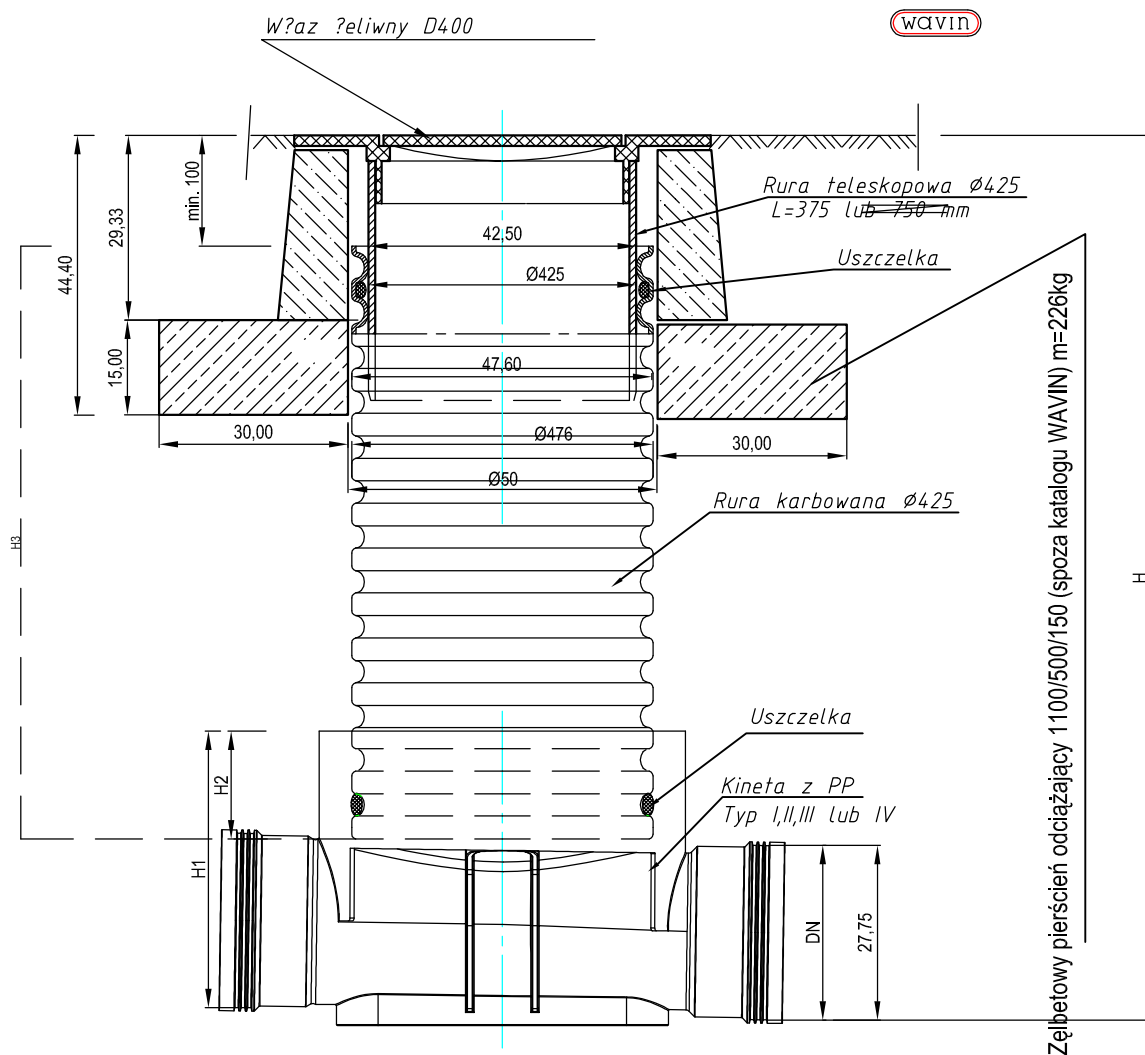 W?az ?eliwny D400
wavin
Rura teleskopowa Ø425
L=375 lub 750 mm
Uszczelka
min. 100
29,33
44,40
15,00
42,50
Ø425
47,60
30,00
Ø476
30,00
Ø50
Rura karbowana Ø425
H3
H
Uszczelka
Kineta z PP
Typ I,II,III lub IV
H2
H1
DN
27,75
Zęlbetowy pierścień odciążający 1100/500/150 (spoza katalogu WAVIN) m=226kg